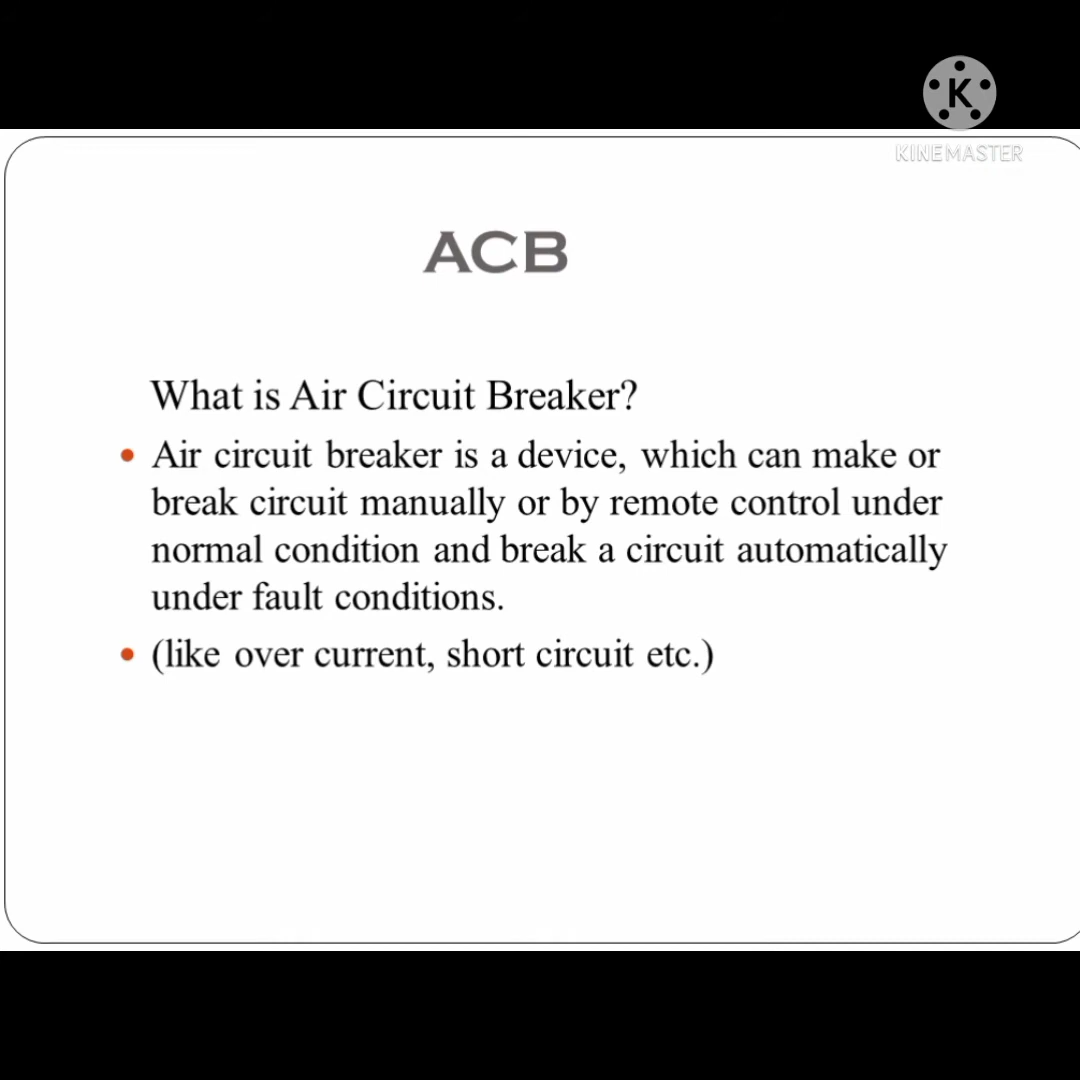 K
KINEMASTER
ACB
What is Air Circuit Breaker?
• Air circuit breaker is a device, which can make or
break circuit manually or by remote control under
normal condition and break a circuit automatically
under fault conditions.
• (like over current, short circuit etc.)